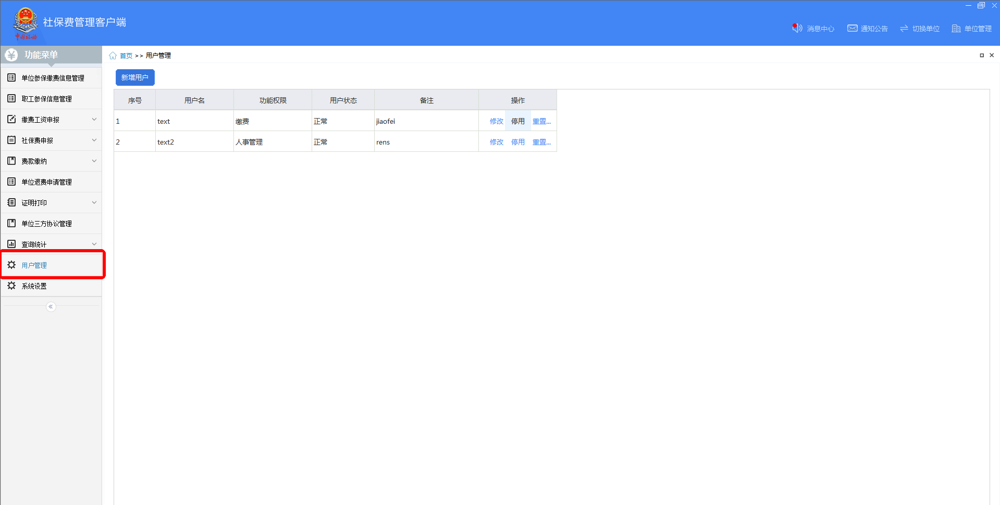 社保费管理客户端
中国税务
消息中心 通知公告 切换单位 单位管理
功能菜单
首页 >> 用户管理
单位参保缴费信息管理
职工参保信息管理
缴费工资申报
社保费申报
费款缴纳
单位退费申请管理
证明打印
单位三方协议管理
查询统计
用户管理
系统设置
新增用户
序号 用户名 功能权限 用户状态 备注 操作
1 text 缴费 正常 jiaofei 修改 停用 重置...
2 text2 人事管理 正常 rens 修改 停用 重置...